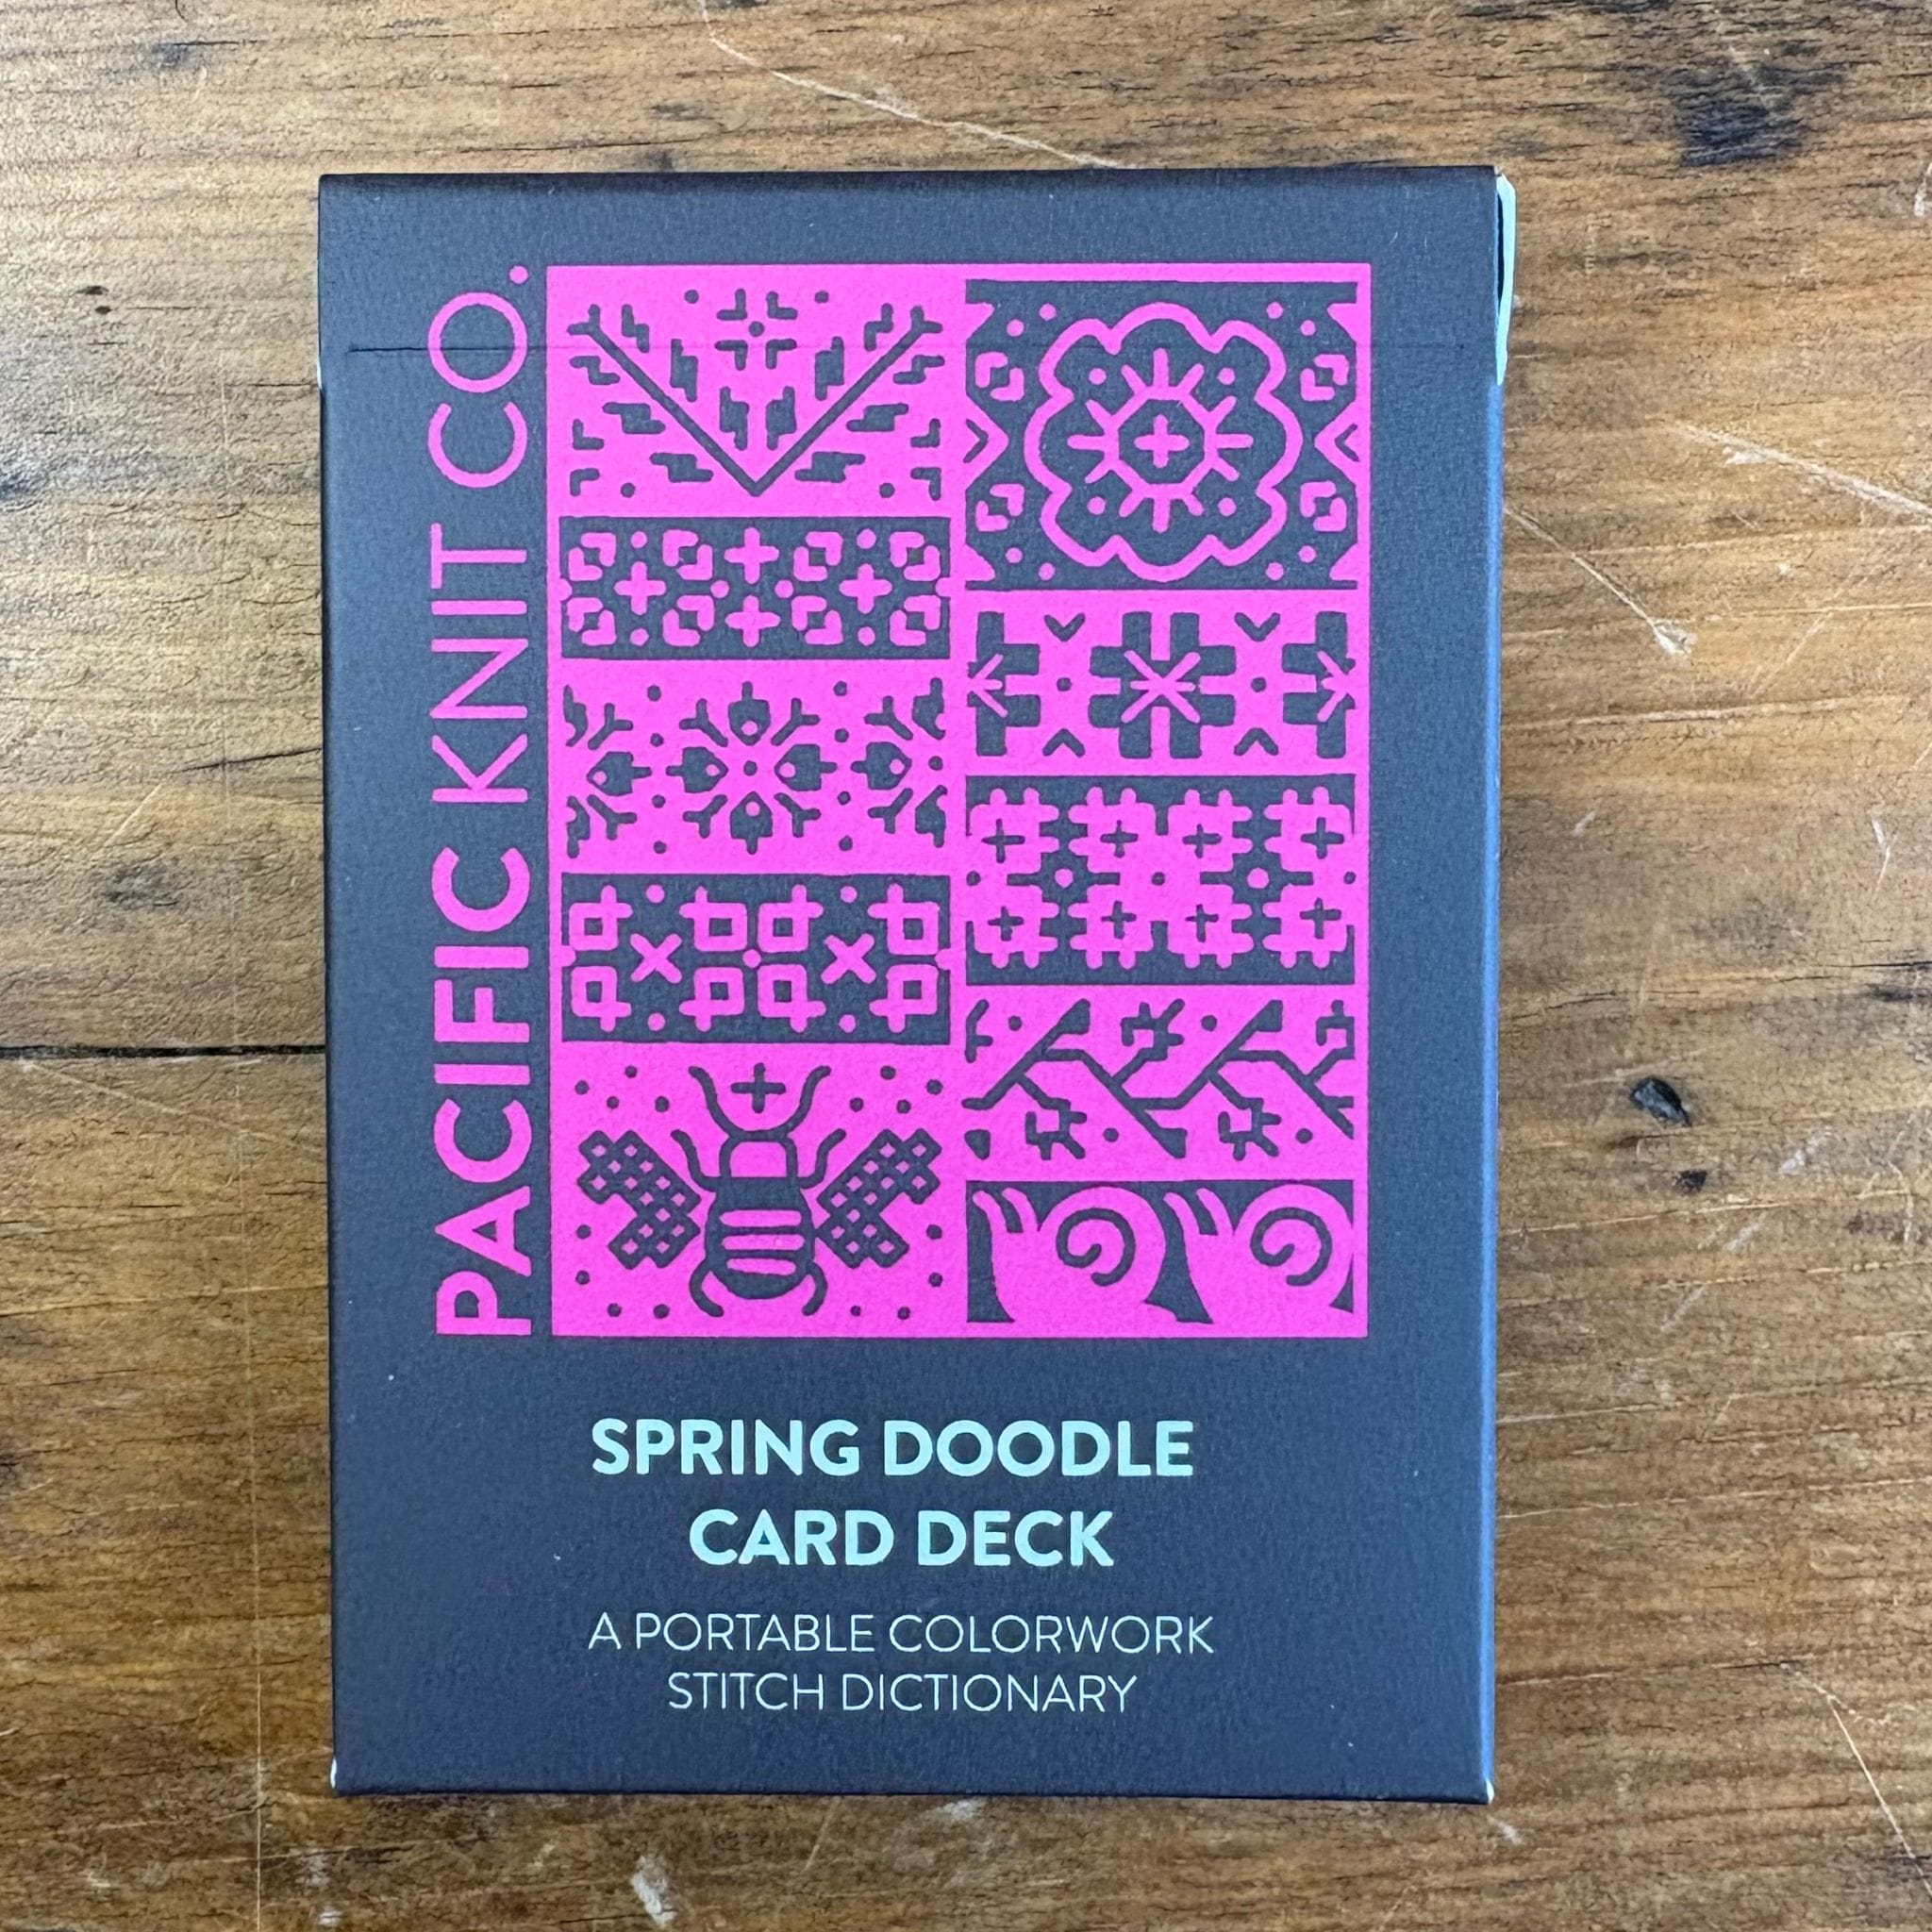 PACIFIC KNIT CO.
SPRING DOODLE
CARD DECK
A PORTABLE COLORWORK
STITCH DICTIONARY